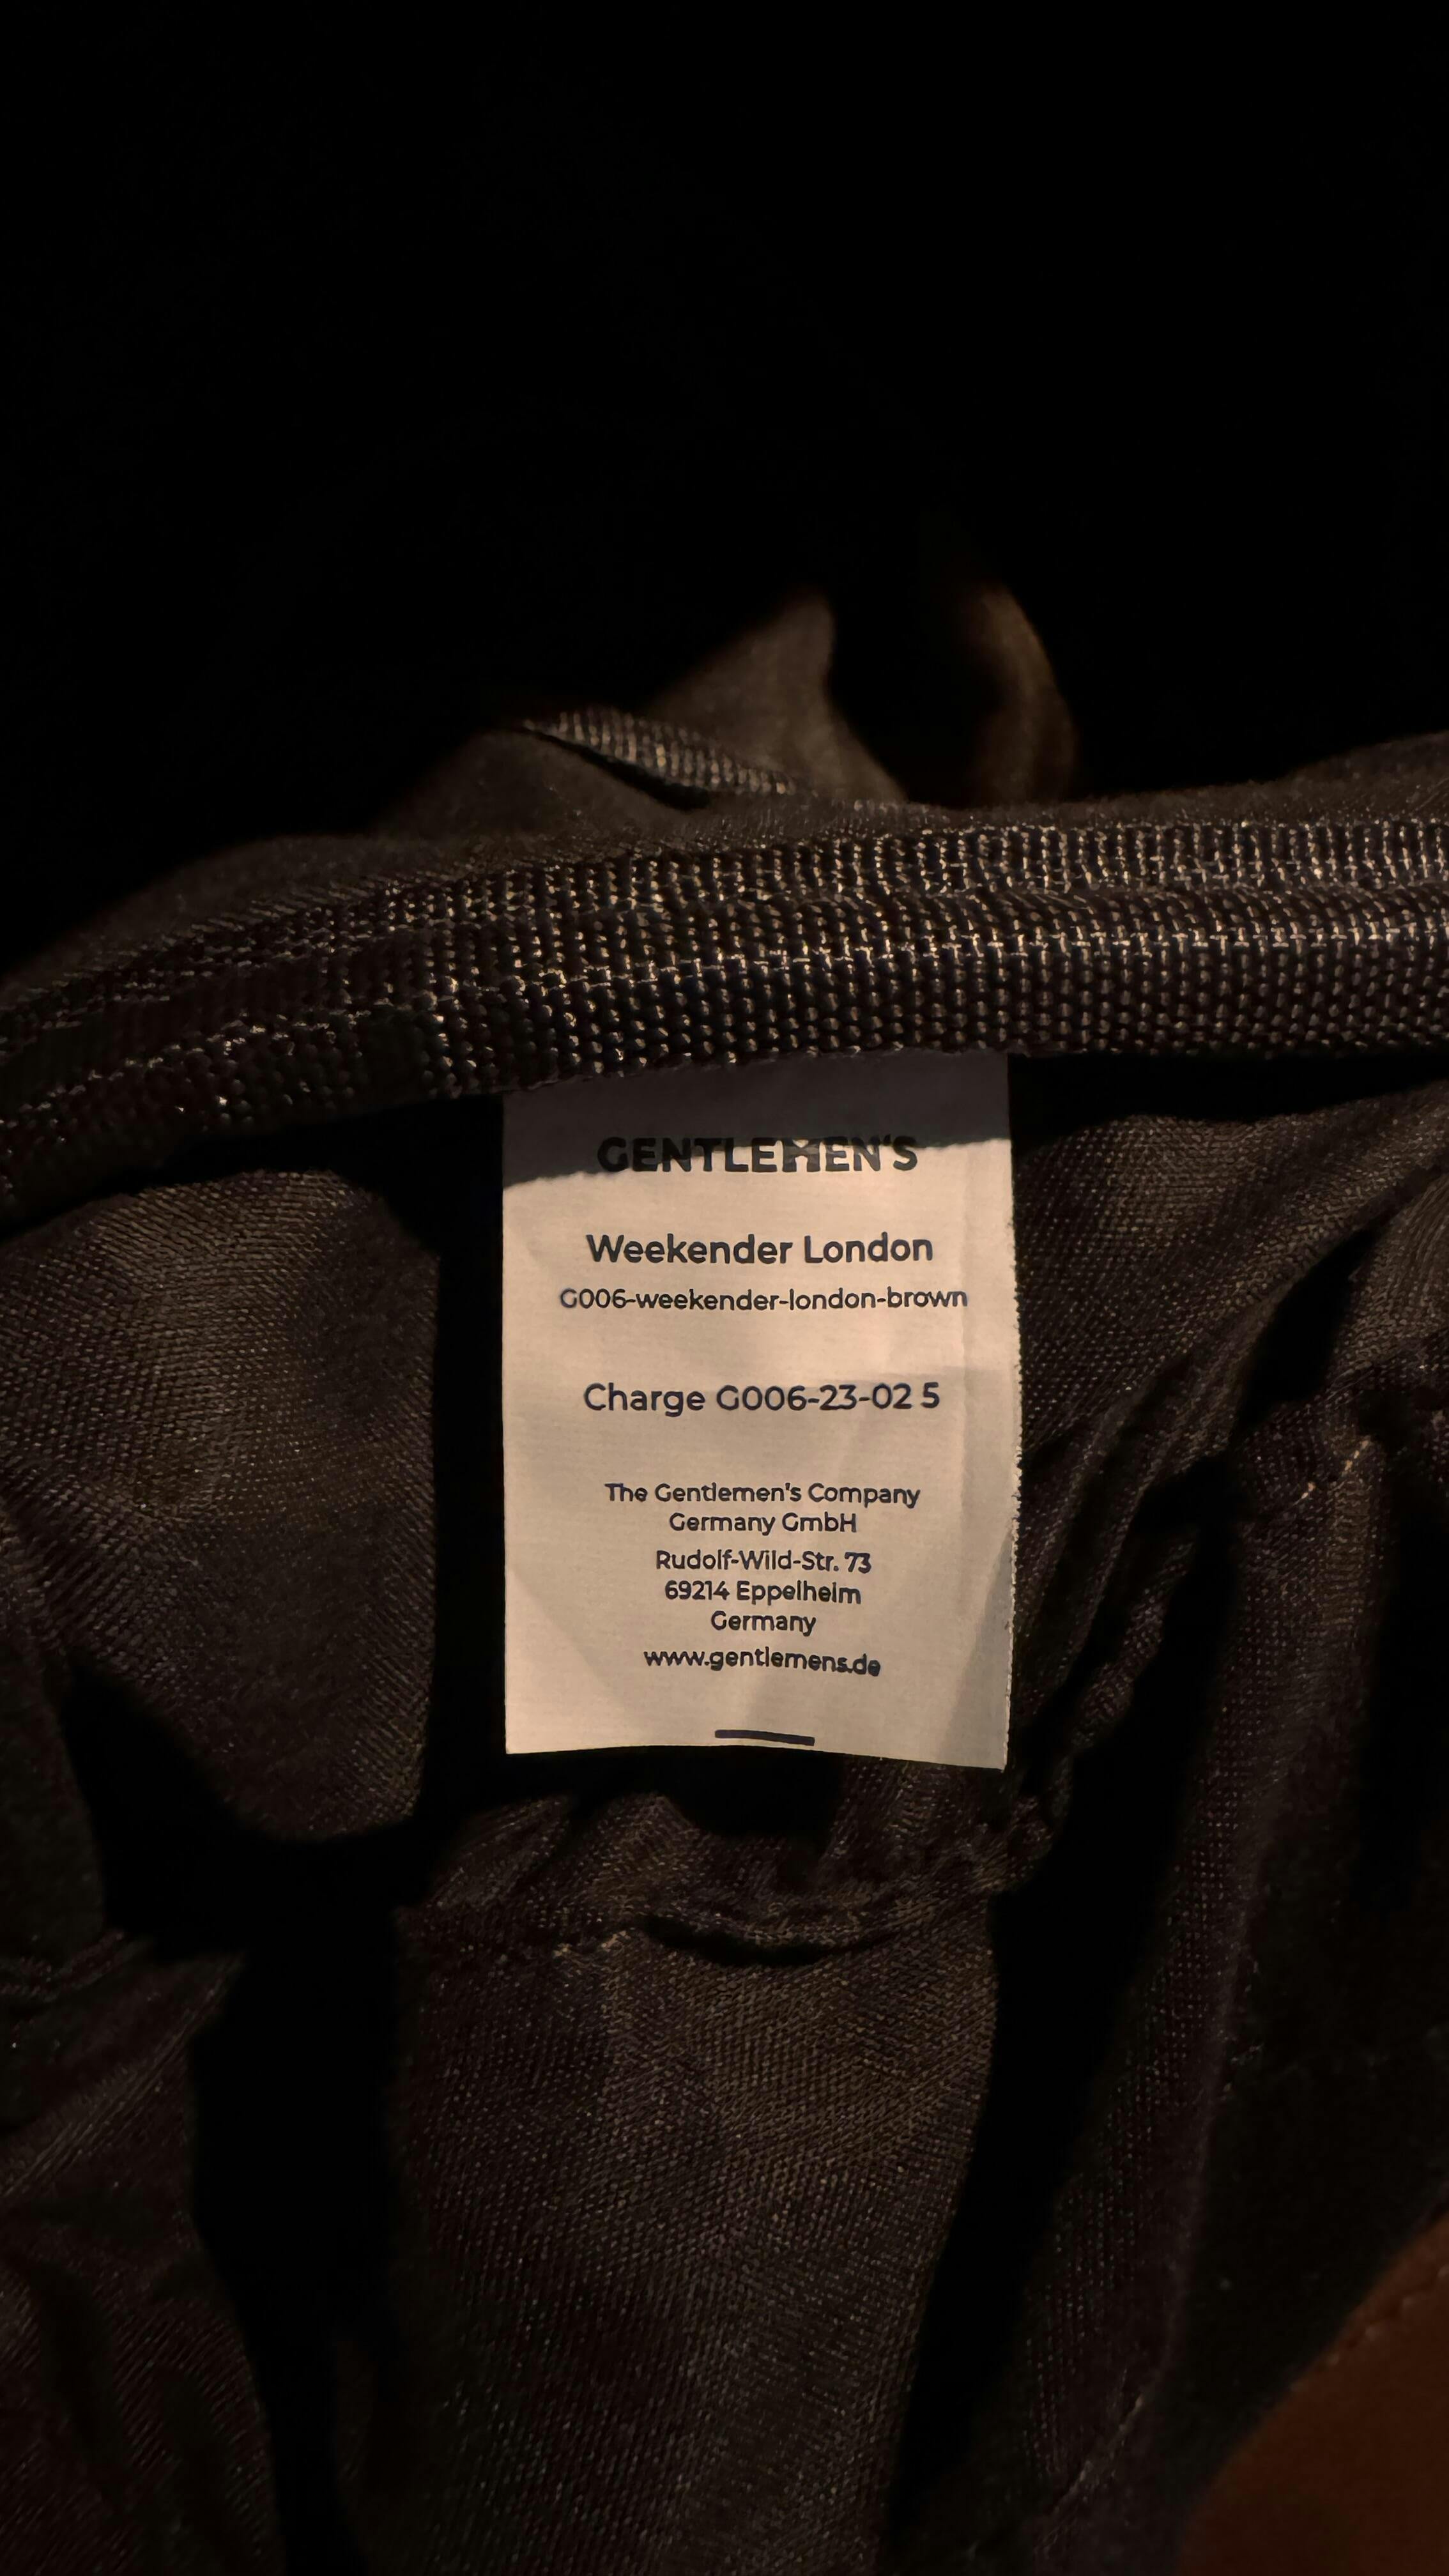 GENTLEMEN'S
Weekender London
G006-weekender-london-brown
Charge G006-23-02 5
The Gentlemen's Company
Germany GmbH
Rudolf-Wild-Str. 73
69214 Eppelheim
Germany
www.gentlemens.de